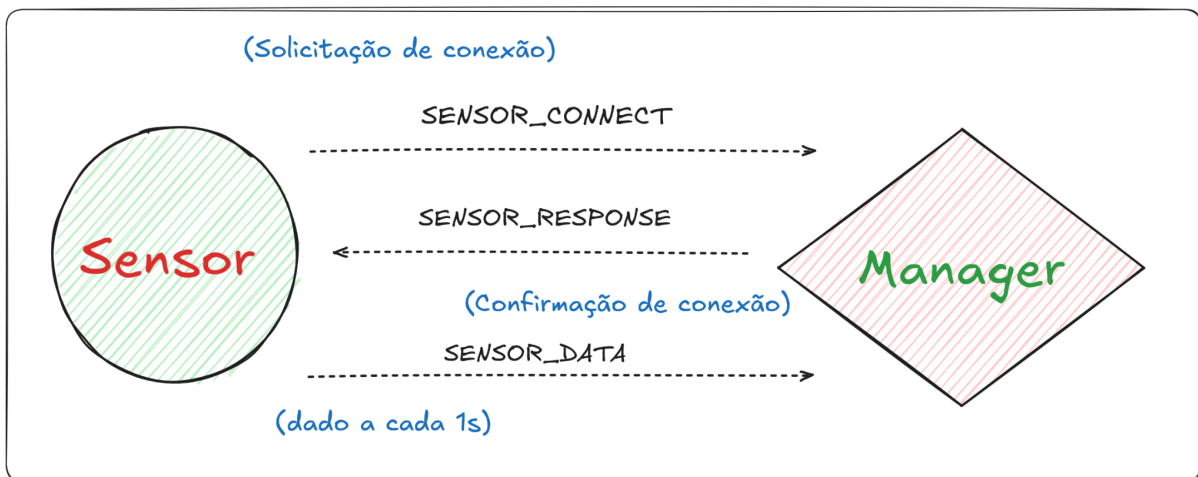 (Solicitação de conexão)
SENSOR_CONNECT
SENSOR_RESPONSE
Sensor
Manager
(Confirmação de conexão)
SENSOR_DATA
(dado a cada 1s)